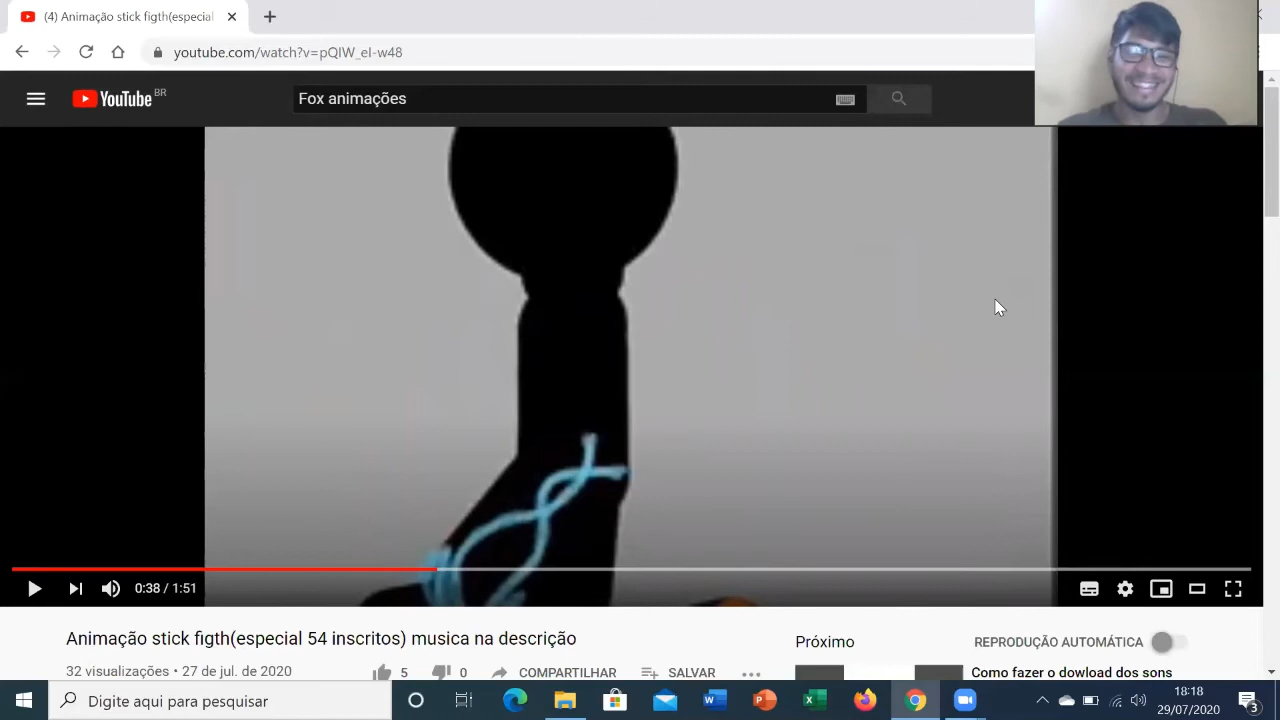 (4) Animação stick figth(especial
youtube.com/watch?v=pQIW_eI-w48
YouTube BR
Fox animações
0:38 / 1:51
Animação stick figth(especial 54 inscritos) musica na descrição
32 visualizações • 27 de jul. de 2020
5
0
COMPARTILHAR
SALVAR
Próximo
REPRODUÇÃO AUTOMÁTICA
Como fazer o dowload dos sons
Digite aqui para pesquisar
18:18
29/07/2020
3